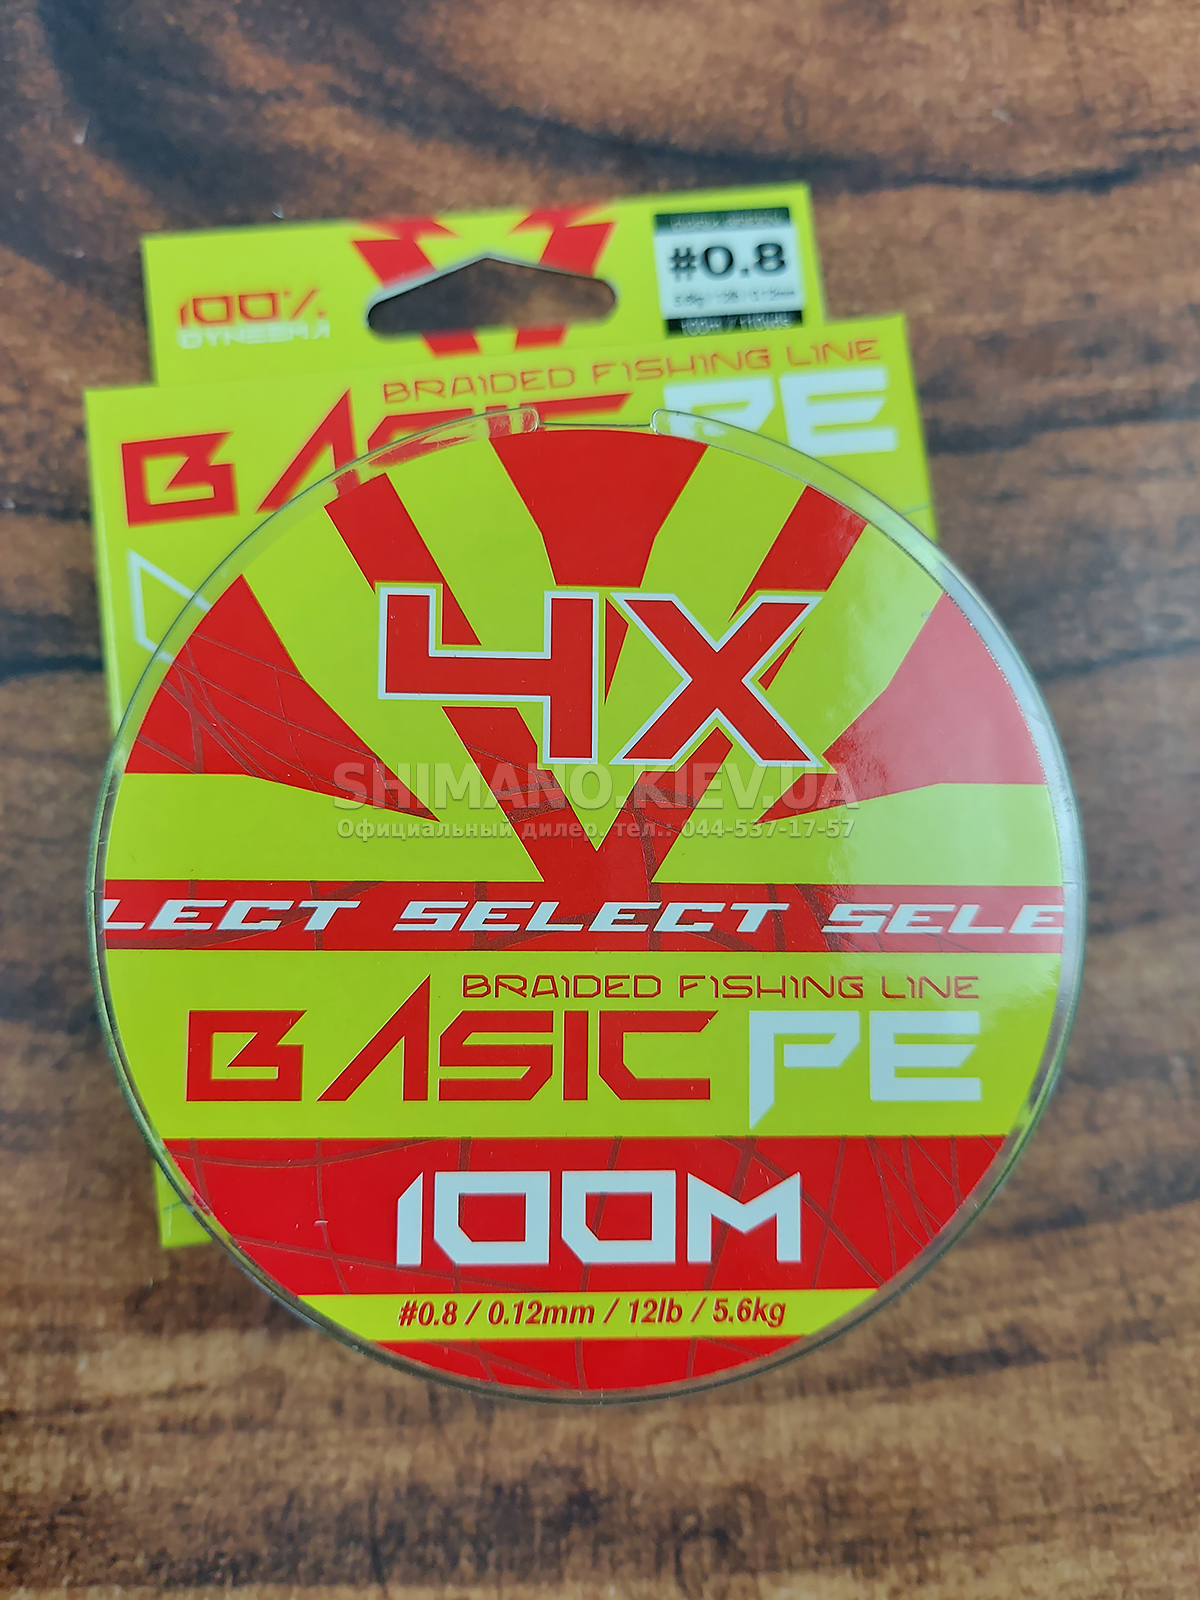 #0.8
100%
DYNEEMA
100m /
BRAIDED FISHING LINE
BASIC PE
4X
SHIMANO.KIEV.UA
Официальный дилер. тел.: 044-537-17-57
LECT SELECT SELE
BRAIDED FISHING LINE
BASIC PE
100M
#0.8 / 0.12mm / 12lb / 5.6kg